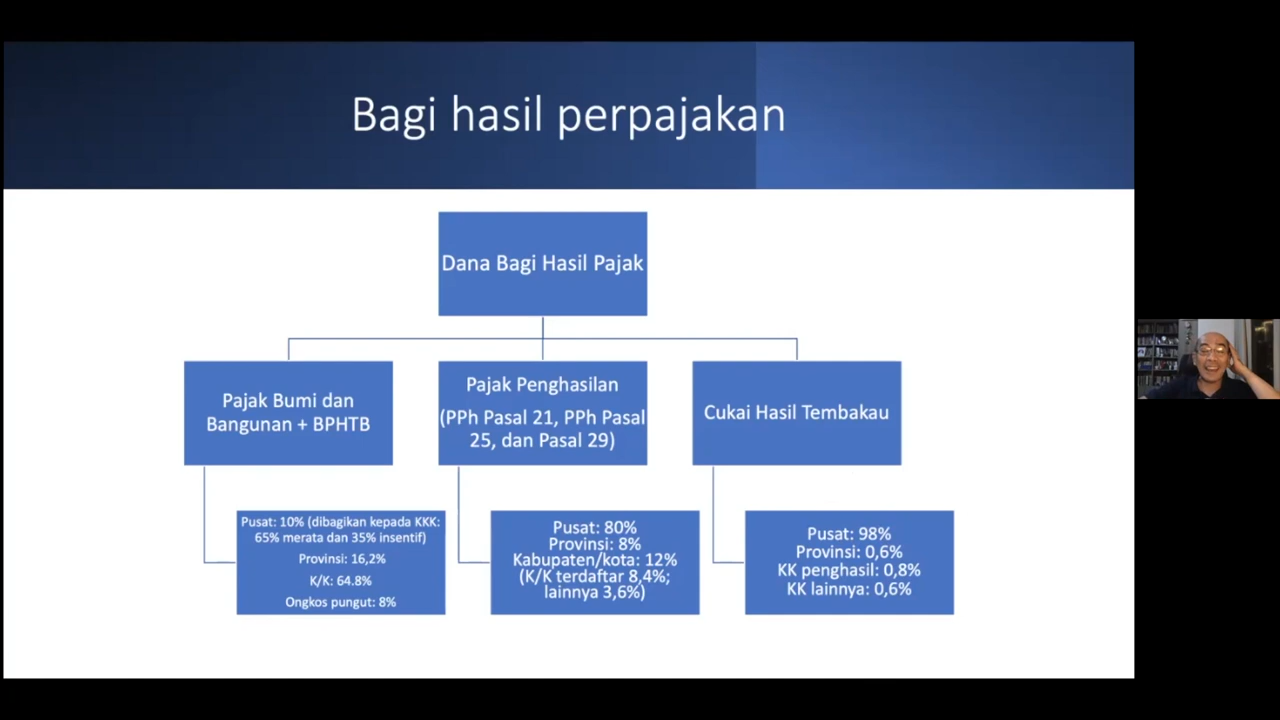 Bagi hasil perpajakan
Dana Bagi Hasil Pajak
Pajak Bumi dan
Bangunan + BPHTB
Pajak Penghasilan
(PPh Pasal 21, PPh Pasal
25, dan Pasal 29)
Cukai Hasil Tembakau
Pusat: 10% (dibagikan kepada KKK:
65% merata dan 35% insentif)
Provinsi: 16,2%
K/K: 64.8%
Ongkos pungut: 8%
Pusat: 80%
Provinsi: 8%
Kabupaten/kota: 12%
(K/K terdaftar 8,4%;
lainnya 3,6%)
Pusat: 98%
Provinsi: 0,6%
KK penghasil: 0,8%
KK lainnya: 0,6%